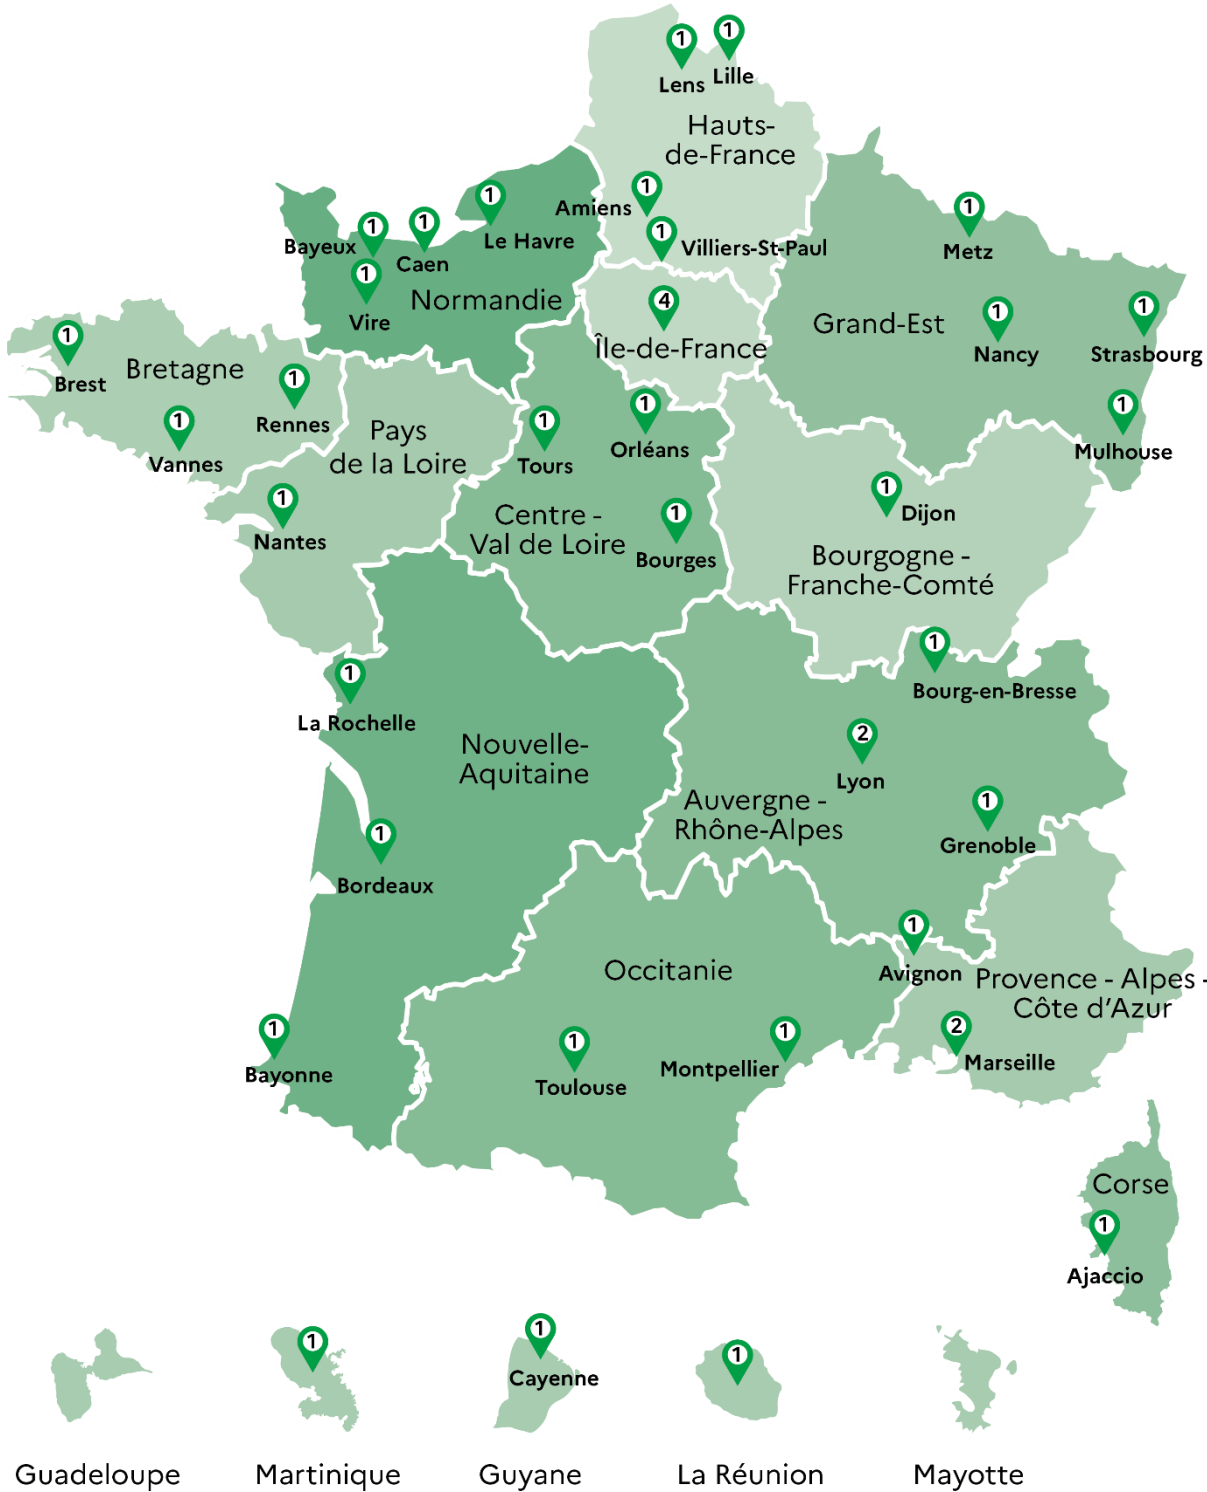 1
1
Lens
Lille
Hauts-
de-France
1
Amiens
1
Villiers-St-Paul
1
Le Havre
1
Bayeux
1
Caen
1
Vire
Normandie
4
Île-de-France
1
Metz
Grand-Est
1
Nancy
1
Strasbourg
1
Mulhouse
1
Brest
Bretagne
1
Rennes
1
Vannes
Pays
de la Loire
1
Nantes
1
Tours
1
Orléans
Centre -
Val de Loire
1
Bourges
1
Dijon
Bourgogne -
Franche-Comté
1
Bourg-en-Bresse
1
La Rochelle
Nouvelle-
Aquitaine
2
Lyon
Auvergne -
Rhône-Alpes
1
Grenoble
1
Bordeaux
1
Avignon
Provence - Alpes -
Côte d’Azur
Occitanie
1
Bayonne
1
Toulouse
1
Montpellier
2
Marseille
Corse
1
Ajaccio
1
1
Cayenne
1
Guadeloupe
Martinique
Guyane
La Réunion
Mayotte